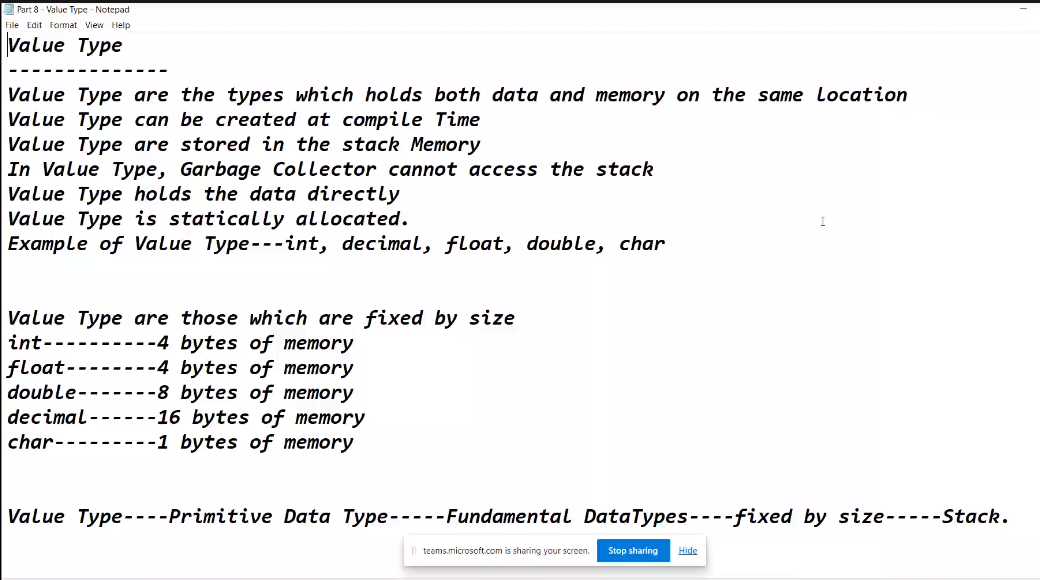 Part 8 - Value Type - Notepad
File Edit Format View Help
Value Type
--------------
Value Type are the types which holds both data and memory on the same location
Value Type can be created at compile Time
Value Type are stored in the stack Memory
In Value Type, Garbage Collector cannot access the stack
Value Type holds the data directly
Value Type is statically allocated.
Example of Value Type---int, decimal, float, double, char
Value Type are those which are fixed by size
int----------4 bytes of memory
float--------4 bytes of memory
double-------8 bytes of memory
decimal------16 bytes of memory
char---------1 bytes of memory
Value Type----Primitive Data Type-----Fundamental DataTypes----fixed by size-----Stack.
teams.microsoft.com is sharing your screen. Stop sharing Hide